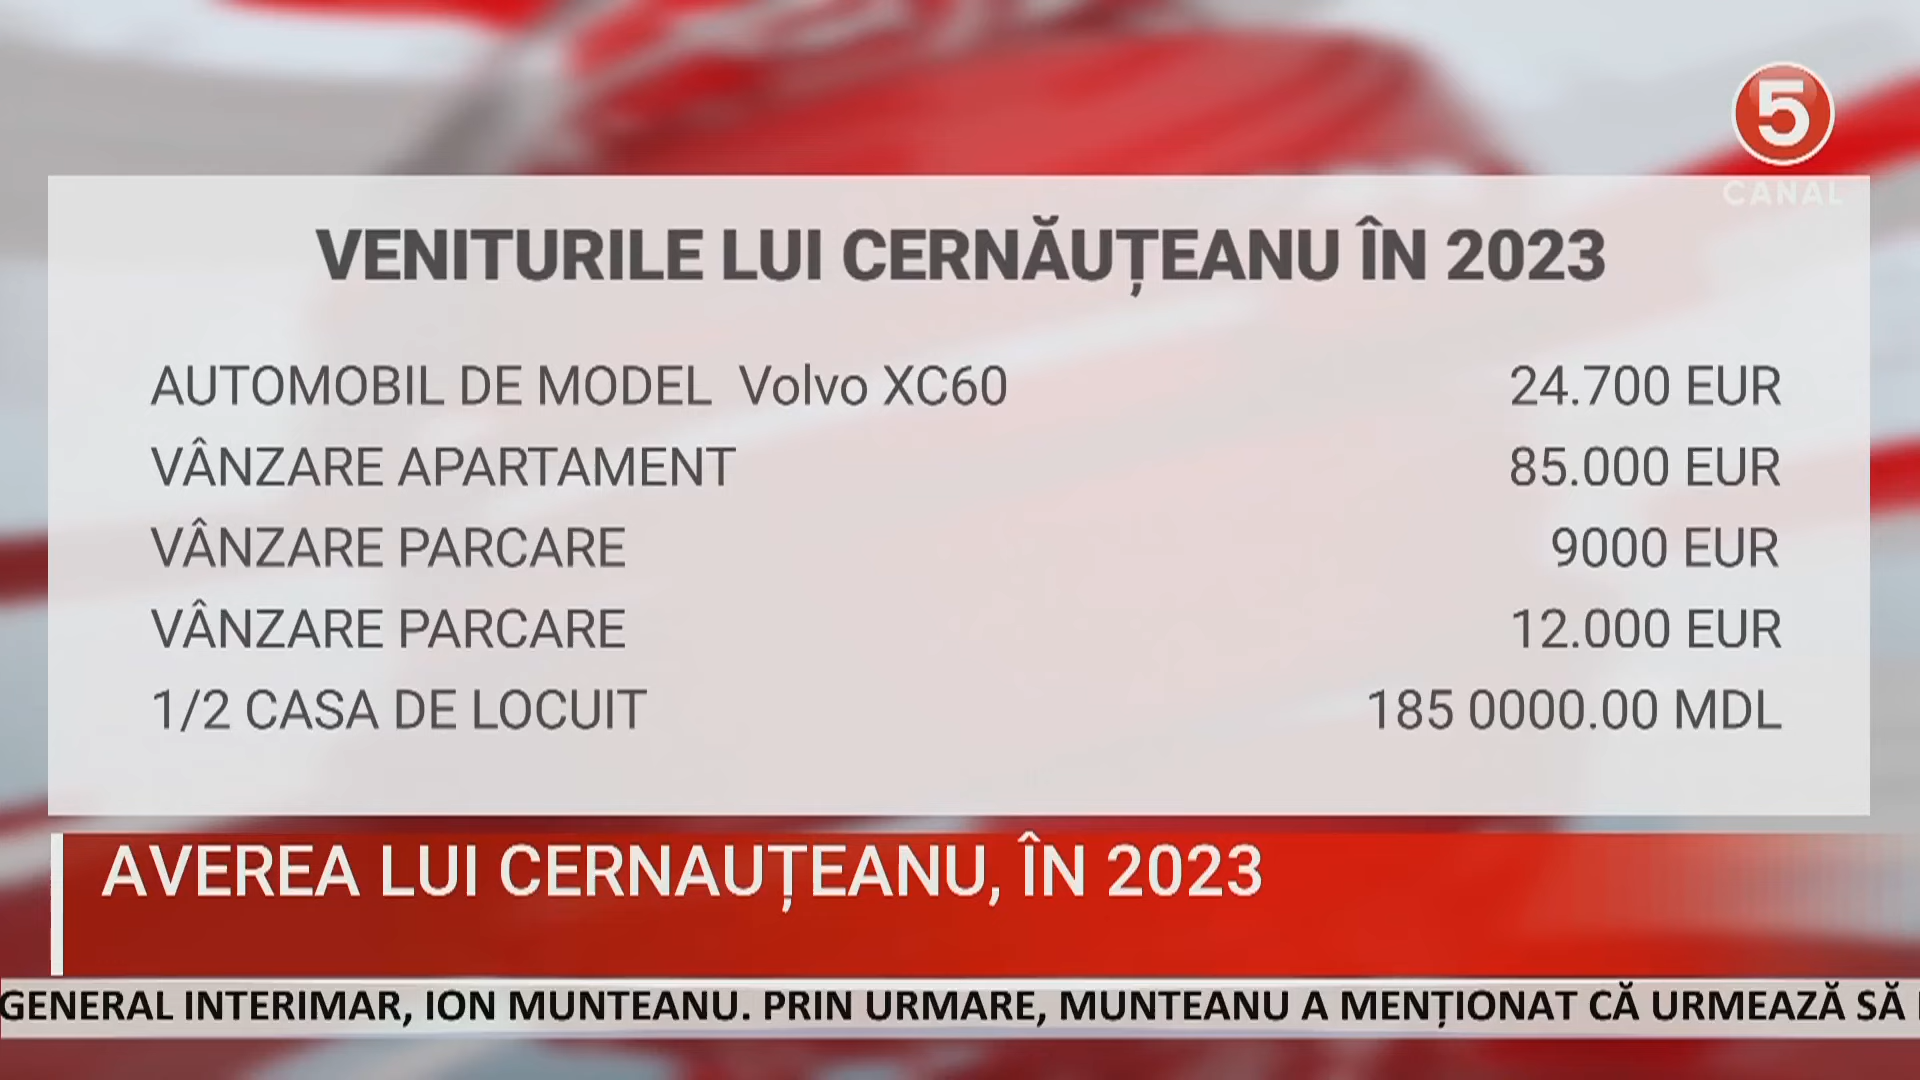 5
CANAL
VENITURILE LUI CERNĂUȚEANU ÎN 2023
AUTOMOBIL DE MODEL Volvo XC60 24.700 EUR
VÂNZARE APARTAMENT 85.000 EUR
VÂNZARE PARCARE 9000 EUR
VÂNZARE PARCARE 12.000 EUR
1/2 CASA DE LOCUIT 185 0000.00 MDL
AVEREA LUI CERNAUȚEANU, ÎN 2023
GENERAL INTERIMAR, ION MUNTEANU. PRIN URMARE, MUNTEANU A MENȚIONAT CĂ URMEAZĂ SĂ